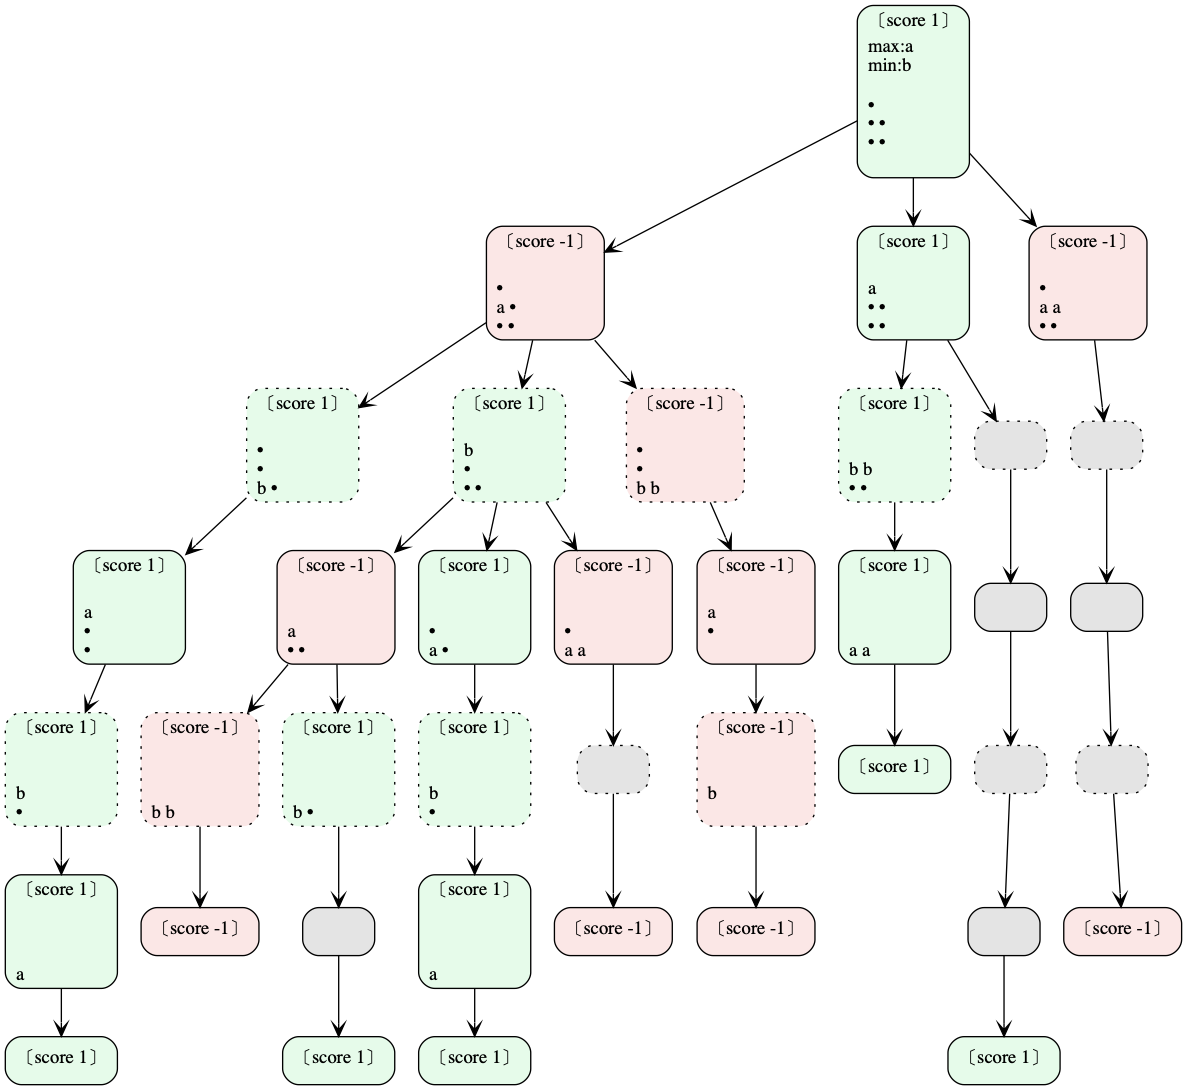 〔score 1〕
max:a
min:b
•
••
••
〔score -1〕
•
a •
••
〔score 1〕
a
••
••
〔score -1〕
•
a a
••
〔score 1〕
•
•
b •
〔score 1〕
b
•
••
〔score -1〕
•
•
b b
〔score 1〕
b b
••
〔score 1〕
a
•
•
〔score -1〕
a
••
〔score 1〕
•
a •
〔score -1〕
•
a a
〔score -1〕
a
•
〔score 1〕
a a
〔score 1〕
b
•
〔score -1〕
b b
〔score 1〕
b •
〔score 1〕
b
•
〔score -1〕
b
〔score 1〕
〔score 1〕
a
〔score -1〕
〔score 1〕
a
〔score -1〕
〔score -1〕
〔score -1〕
〔score 1〕
〔score 1〕
〔score 1〕
〔score 1〕